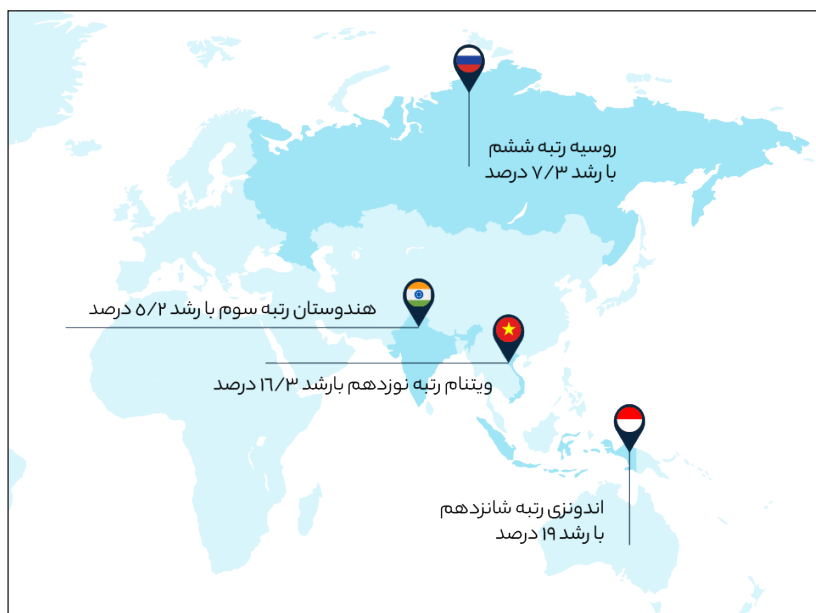 روسیه رتبه ششم
با رشد ۷/۳ درصد
هندوستان رتبه سوم با رشد ۵/۲ درصد
ویتنام رتبه نوزدهم بارشد ۱۶/۳ درصد
اندونزی رتبه شانزدهم
با رشد ۱۹ درصد